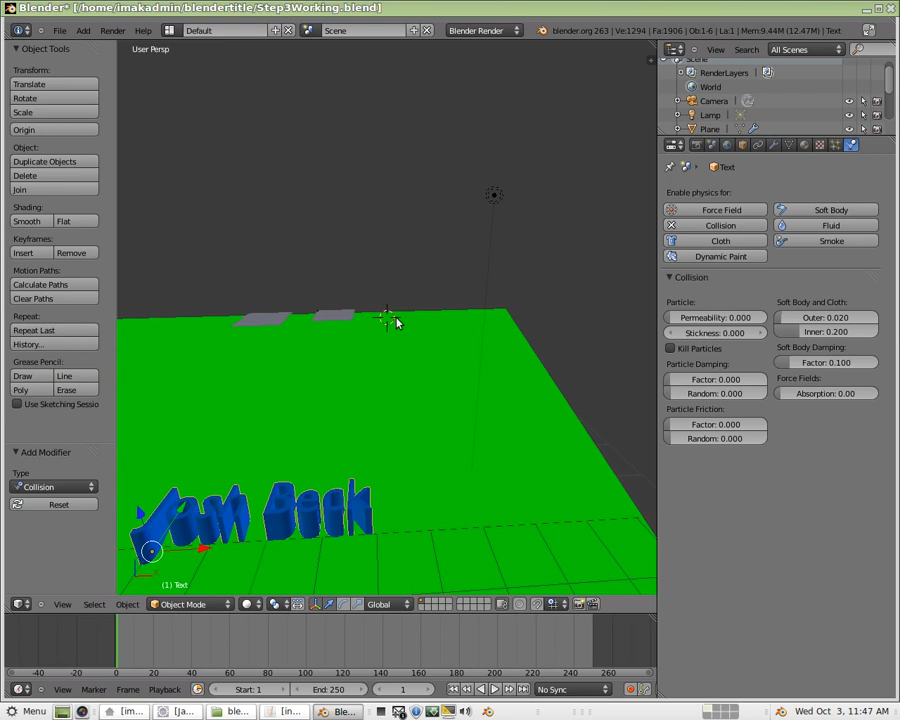 Blender* [/home/imakadmin/blendertitle/Step3Working.blend]
File Add Render Help Default Scene Blender Render blender.org 263 | Ve:1294 | Fa:1906 | Ob:1-6 | La:1 | Mem:9.44M (12.47M) | Text
Object Tools
Transform:
Translate
Rotate
Scale
Origin
Object:
Duplicate Objects
Delete
Join
Shading:
Smooth Flat
Keyframes:
Insert Remove
Motion Paths:
Calculate Paths
Clear Paths
Repeat:
Repeat Last
History...
Grease Pencil:
Draw Line
Poly Erase
Use Sketching Sessio
Add Modifier
Type
Collision
Reset
User Persp
(1) Text
View Select Object Object Mode Global
View Search All Scenes
Scene
RenderLayers
World
Camera
Lamp
Plane
Text
Enable physics for:
Force Field Soft Body
Collision Fluid
Cloth Smoke
Dynamic Paint
Collision
Particle: Soft Body and Cloth:
Permeability: 0.000 Outer: 0.020
Stickness: 0.000 Inner: 0.200
Kill Particles Soft Body Damping:
Particle Damping: Factor: 0.100
Factor: 0.000 Force Fields:
Random: 0.000 Absorption: 0.00
Particle Friction:
Factor: 0.000
Random: 0.000
-40 -20 0 20 40 60 80 100 120 140 160 180 200 220 240 260
View Marker Frame Playback Start: 1 End: 250 1 No Sync
Menu [im... [Ja... ble... [in... Ble... Wed Oct 3, 11:47 AM